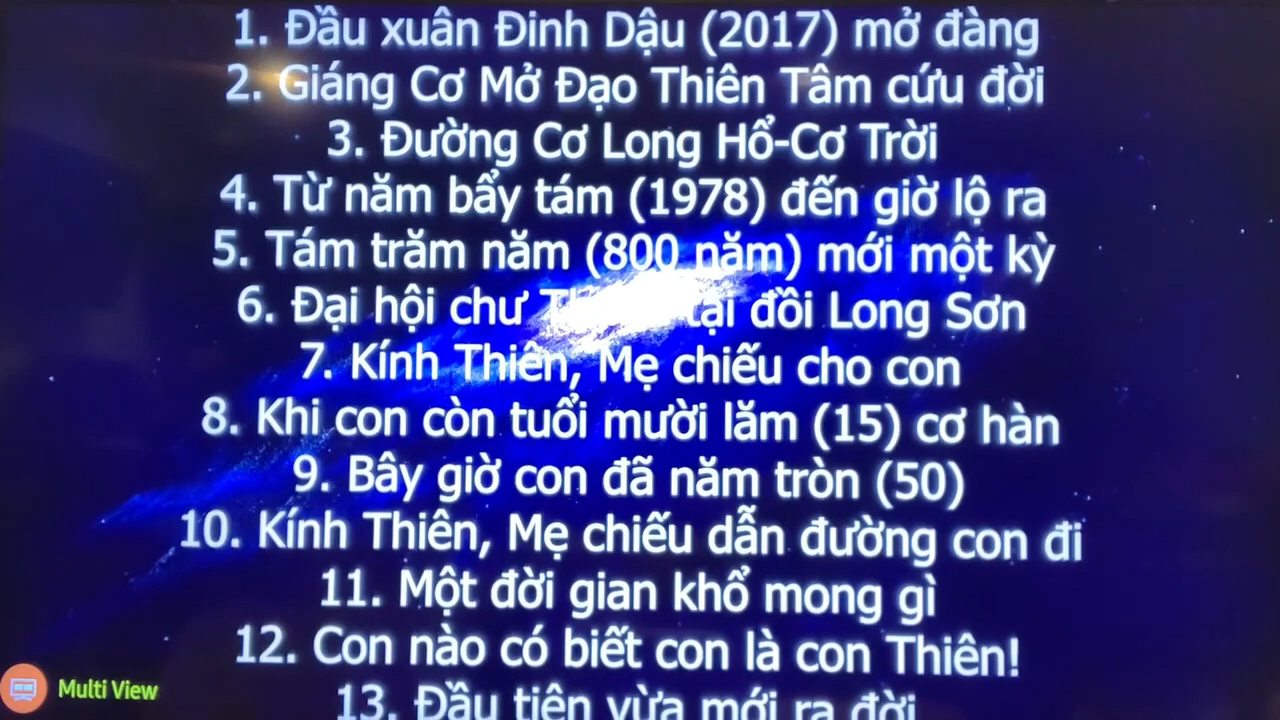 1. Đầu xuân Đinh Dậu (2017) mở đàng
2. Giáng Cơ Mở Đạo Thiên Tâm cứu đời
3. Đường Cơ Long Hổ-Cơ Trời
4. Từ năm bẩy tám (1978) đến giờ lộ ra
5. Tám trăm năm (800 năm) mới một kỳ
6. Đại hội chư tại đồi Long Sơn
7. Kính Thiên, Mẹ chiếu cho con
8. Khi con còn tuổi mười lăm (15) cơ hàn
9. Bây giờ con đã năm tròn (50)
10. Kính Thiên, Mẹ chiếu dẫn đường con đi
11. Một đời gian khổ mong gì
12. Con nào có biết con là con Thiên!
13. Đầu tiên vừa mới ra đời
Multi View